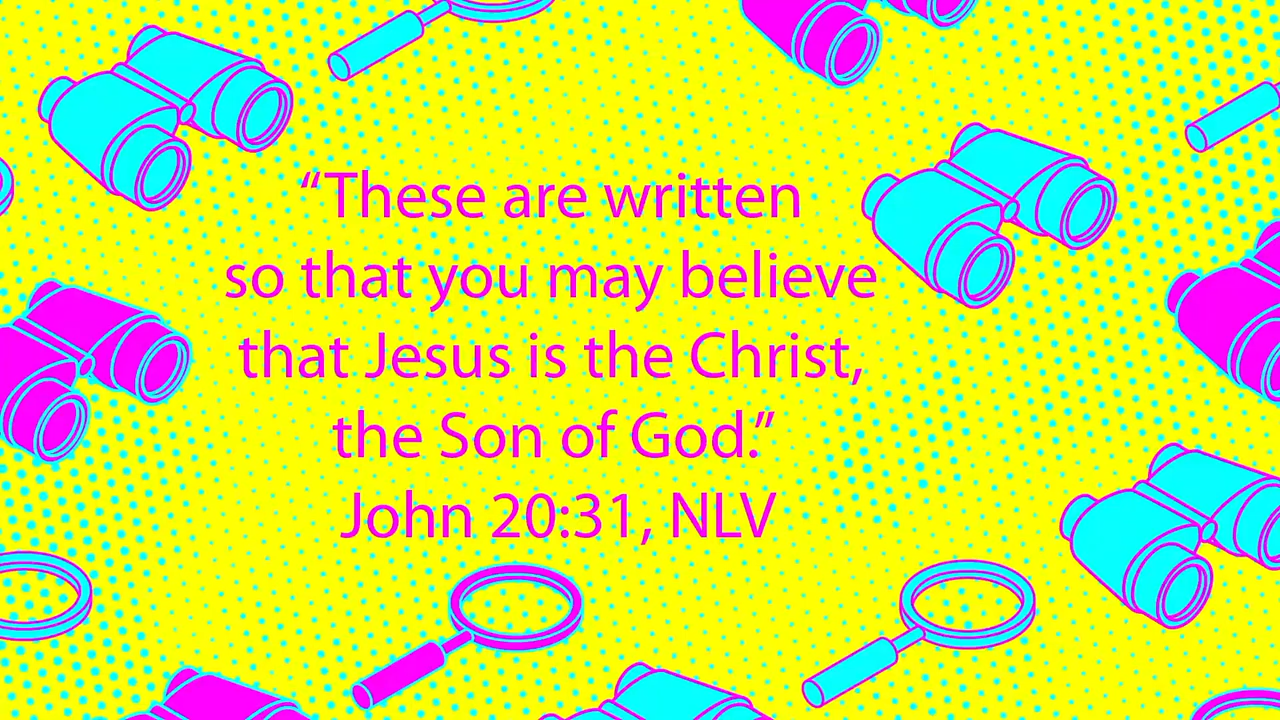 “These are written
so that you may believe
that Jesus is the Christ,
the Son of God.”
John 20:31, NLV